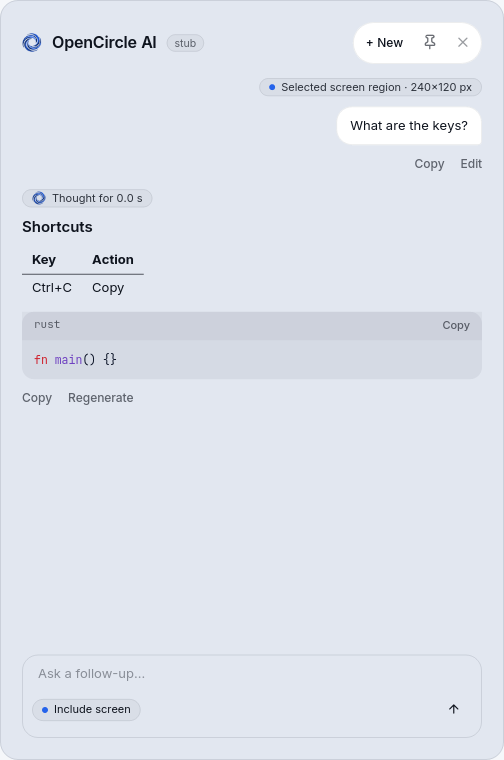 OpenCircle AI stub + New
Selected screen region · 240×120 px
What are the keys?
Copy Edit
Thought for 0.0 s
Shortcuts
Key Action
Ctrl+C Copy
rust Copy
fn main() {}
Copy Regenerate
Ask a follow-up...
Include screen